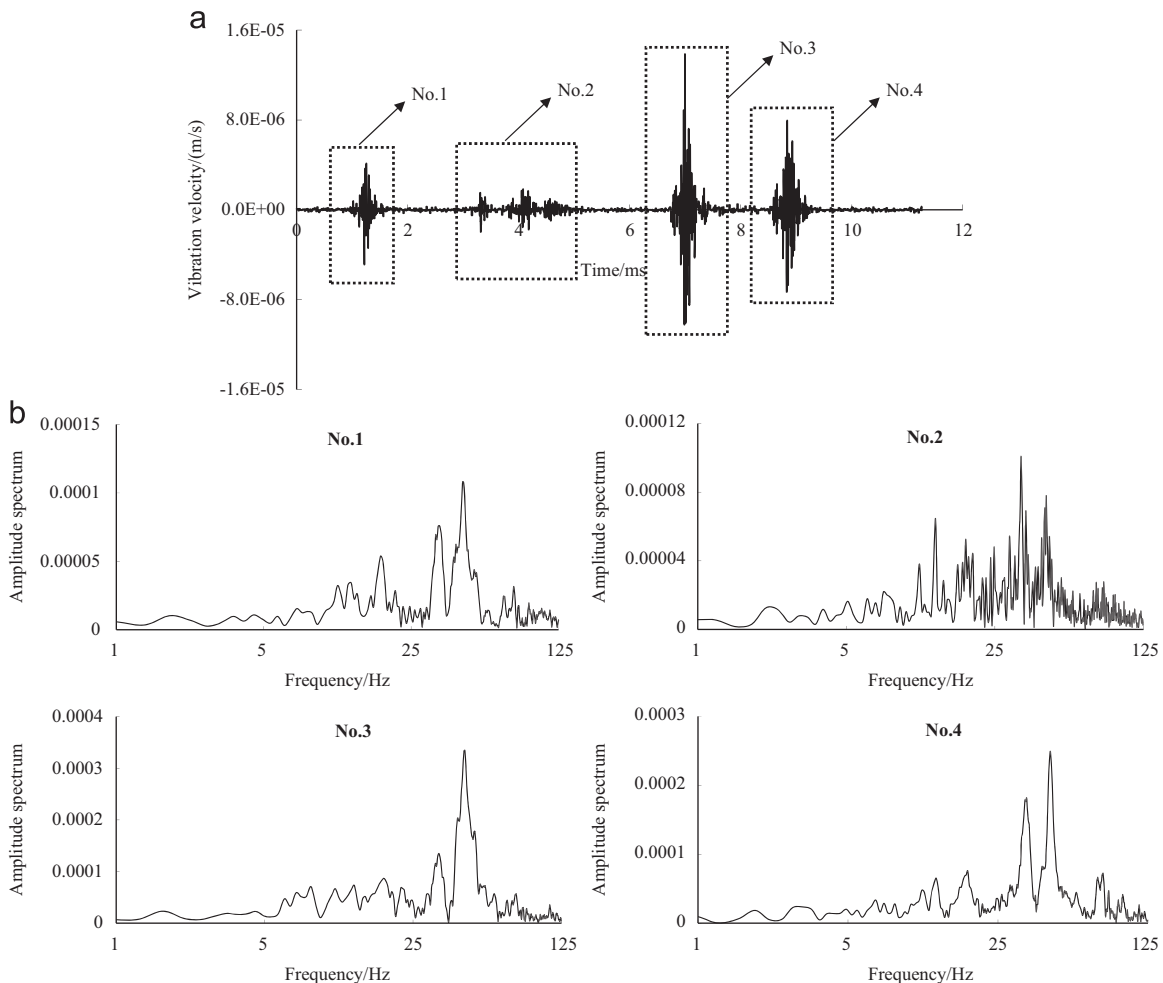 a
1.6E-05
8.0E-06
0.0E+00
-8.0E-06
-1.6E-05
Vibration velocity/(m/s)
0 2 4 6 8 10 12
Time/ms
No.1
No.2
No.3
No.4
b
No.1
0.00015
0.0001
0.00005
0
Amplitude spectrum
1 5 25 125
Frequency/Hz
No.2
0.00012
0.00008
0.00004
0
Amplitude spectrum
1 5 25 125
Frequency/Hz
No.3
0.0004
0.0003
0.0002
0.0001
0
Amplitude spectrum
1 5 25 125
Frequency/Hz
No.4
0.0003
0.0002
0.0001
0
Amplitude spectrum
1 5 25 125
Frequency/Hz